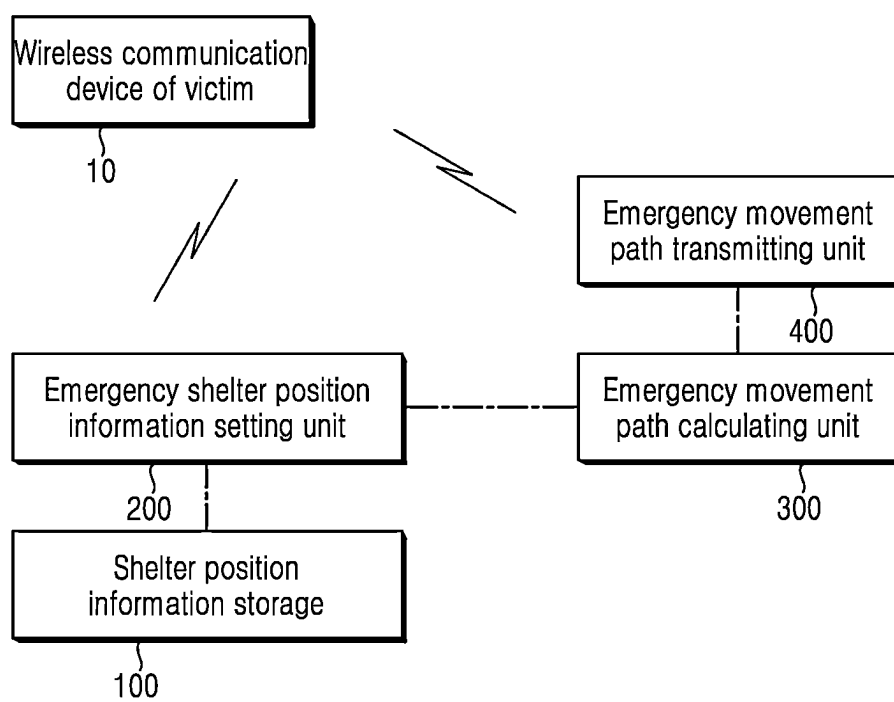 Wireless communication
device of victim
10
Emergency movement
path transmitting unit
400
Emergency shelter position
information setting unit
200
Emergency movement
path calculating unit
300
Shelter position
information storage
100